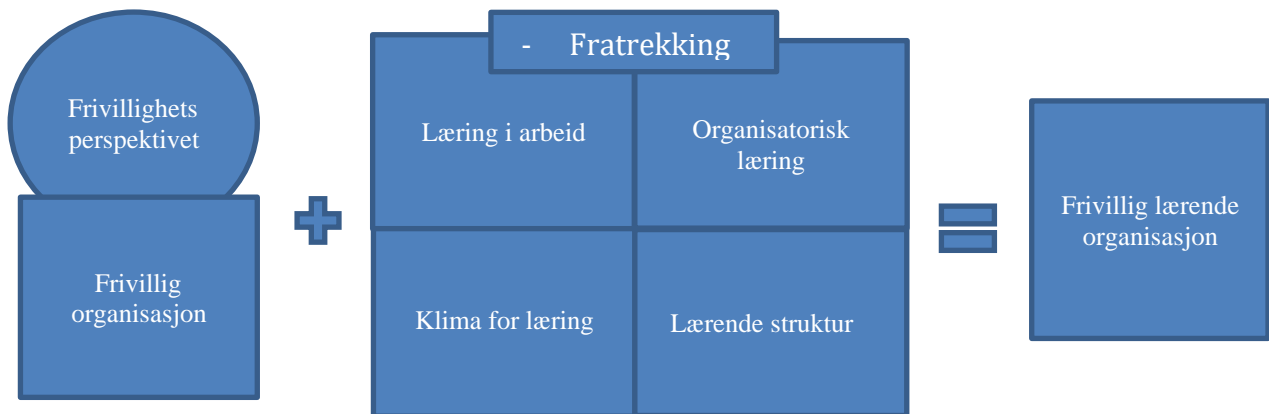 Frivillighets
perspektivet
Frivillig
organisasjon
- Fratrekking
Læring i arbeid
Organisatorisk
læring
Klima for læring
Lærende struktur
Frivillig lærende
organisasjon